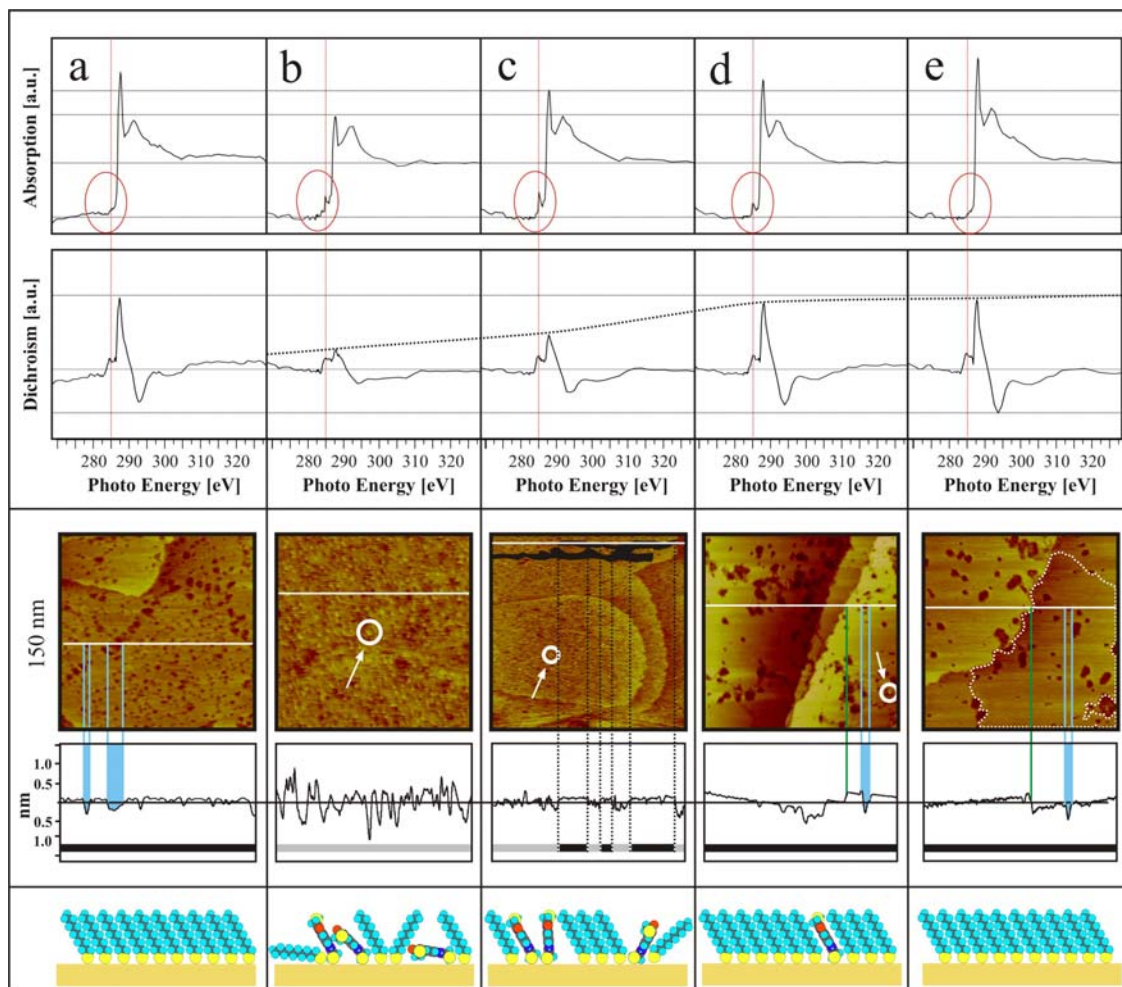 a b c d e
Absorption [a.u.]
Dichroism [a.u.]
280 290 300 310 320 280 290 300 310 320 280 290 300 310 320 280 290 300 310 320 280 290 300 310 320
Photo Energy [eV] Photo Energy [eV] Photo Energy [eV] Photo Energy [eV] Photo Energy [eV]
150 nm
nm
1.0
0.5
0
0.5
1.0